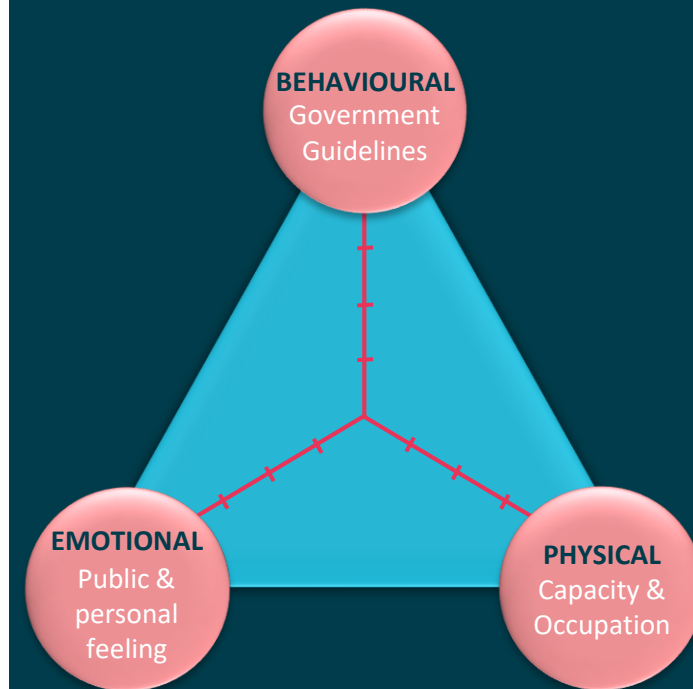 BEHAVIOURAL
Government
Guidelines
EMOTIONAL
Public &
personal
feeling
PHYSICAL
Capacity &
Occupation